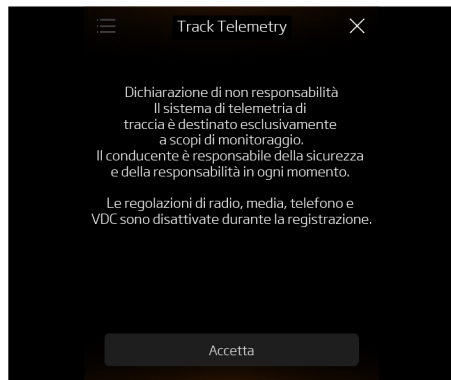 Track Telemetry
Dichiarazione di non responsabilità
Il sistema di telemetria di
traccia è destinato esclusivamente
a scopi di monitoraggio.
Il conducente è responsabile della sicurezza
e della responsabilità in ogni momento.
Le regolazioni di radio, media, telefono e
VDC sono disattivate durante la registrazione.
Accetta